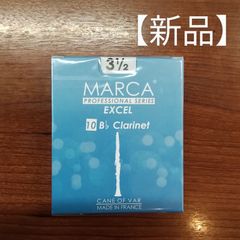 【新品】
3½
MARCA®
PROFESSIONAL SERIES
EXCEL
10 B♭ Clarinet
CANE OF VAR
MADE IN FRANCE